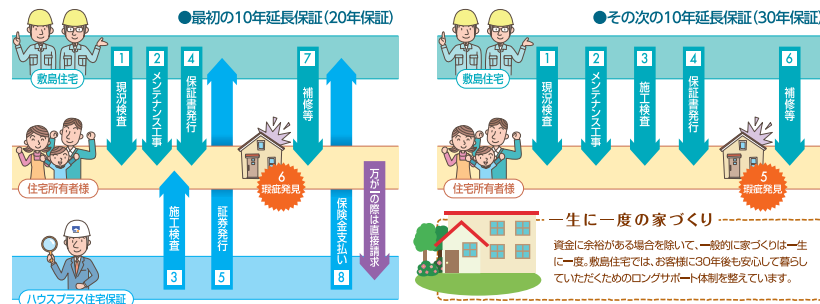 ●最初の10年延長保証(20年保証)
敷島住宅
1 現況検査
2 メンテナンス工事
4 保証書発行
7 補修等
住宅所有者様
6
瑕疵発見
3 施工検査
5 証券発行
8 保険金支払い
万が一の際は直接請求
ハウスプラス住宅保証
●その次の10年延長保証(30年保証)
敷島住宅
1 現況検査
2 メンテナンス工事
3 施工検査
4 保証書発行
6 補修等
住宅所有者様
5
瑕疵発見
一生に一度の家づくり
資金に余裕がある場合を除いて、一般的に家づくりは一生
に一度。敷島住宅では、お客様に30年後も安心して暮らし
ていただくためのロングサポート体制を整えています。